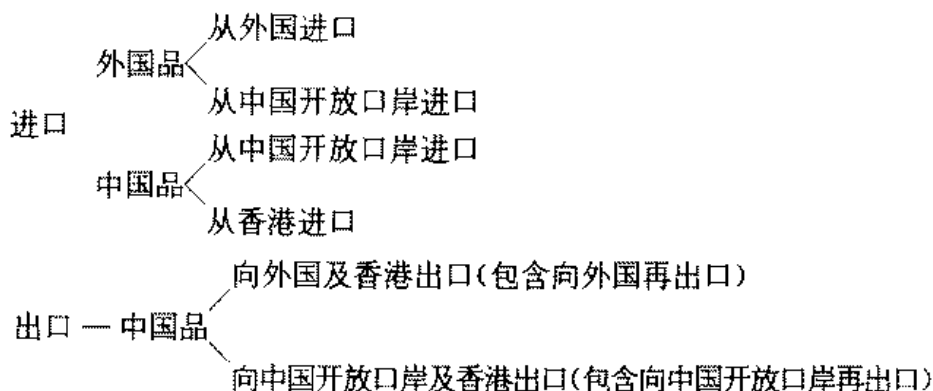 从外国进口
外国品
从中国开放口岸进口
进口
从中国开放口岸进口
中国品
从香港进口
向外国及香港出口(包含向外国再出口)
出口 — 中国品
向中国开放口岸及香港出口(包含向中国开放口岸再出口)